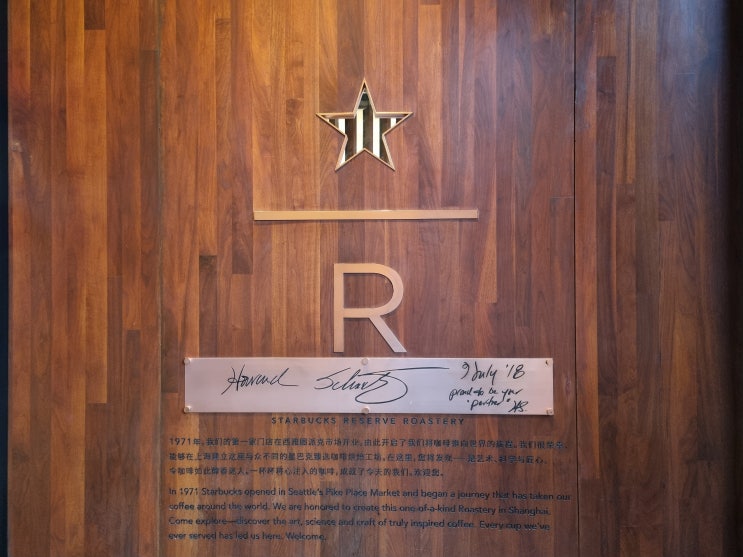 R
Howard Schultz
9 July '18
proud to be your
"partner" HS.
STARBUCKS RESERVE ROASTERY
1971年，我们的第一家门店在西雅图派克市场开业，由此开启了我们将咖啡带向世界的旅程。我们很荣幸，
能够在上海建立这座与众不同的星巴克臻选咖啡烘焙工坊。在这里，您将发现——是艺术、科学与匠心，
令咖啡如此醇香迷人。一杯杯将心注入的咖啡，成就了今天的我们。欢迎您。
In 1971 Starbucks opened in Seattle's Pike Place Market and began a journey that has taken our
coffee around the world. We are honored to create this one-of-a-kind Roastery in Shanghai.
Come explore—discover the art, science and craft of truly inspired coffee. Every cup we've
ever served has led us here. Welcome.